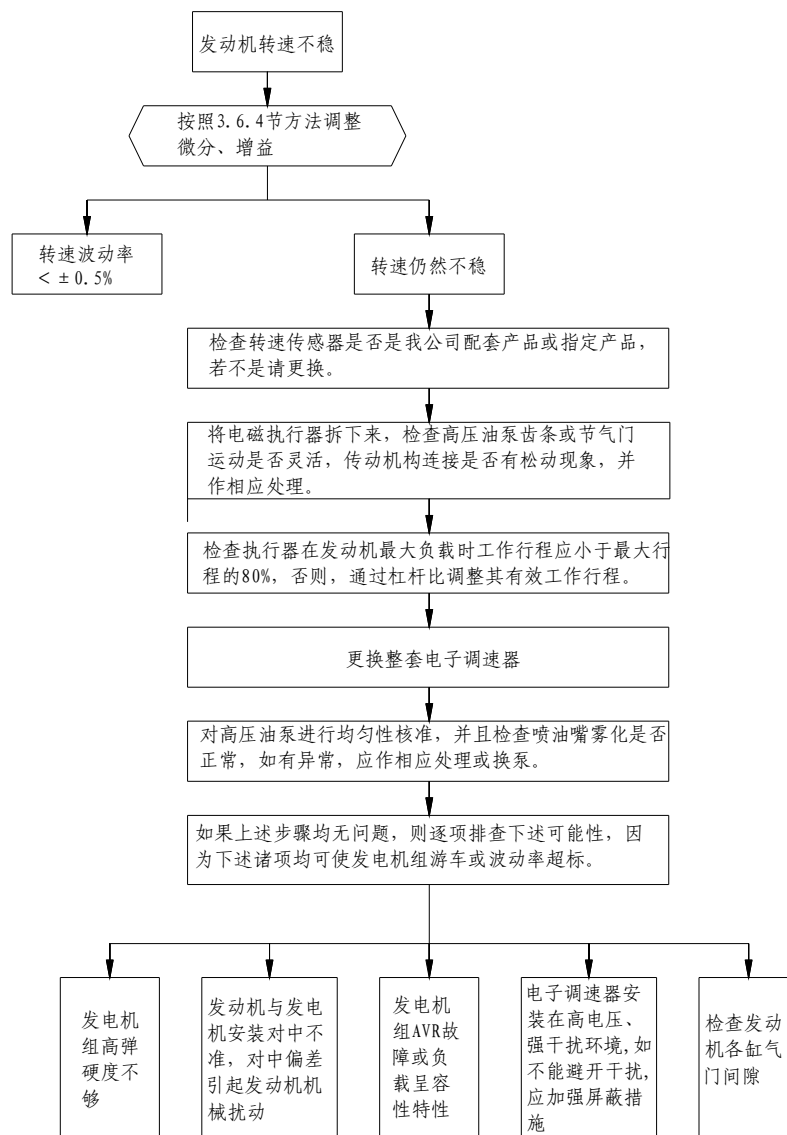 发动机转速不稳
按照3.6.4节方法调整
微分、增益
转速波动率
<±0.5%
转速仍然不稳
检查转速传感器是否是我公司配套产品或指定产品，
若不是请更换。
将电磁执行器拆下来，检查高压油泵齿条或节气门
运动是否灵活，传动机构连接是否有松动现象，并
作相应处理。
检查执行器在发动机最大负载时工作行程应小于最大行
程的80%，否则，通过杠杆比调整其有效工作行程。
更换整套电子调速器
对高压油泵进行均匀性核准，并且检查喷油嘴雾化是否
正常，如有异常，应作相应处理或换泵。
如果上述步骤均无问题，则逐项排查下述可能性，因
为下述诸项均可使发电机组游车或波动率超标。
发电机
组高弹
硬度不
够
发动机与发电
机安装对中不
准，对中偏差
引起发动机机
械扰动
发电机
组AVR故
障或负
载呈容
性特性
电子调速器安
装在高电压、
强干扰环境,如
不能避开干扰,
应加强屏蔽措
施
检查发动
机各缸气
门间隙